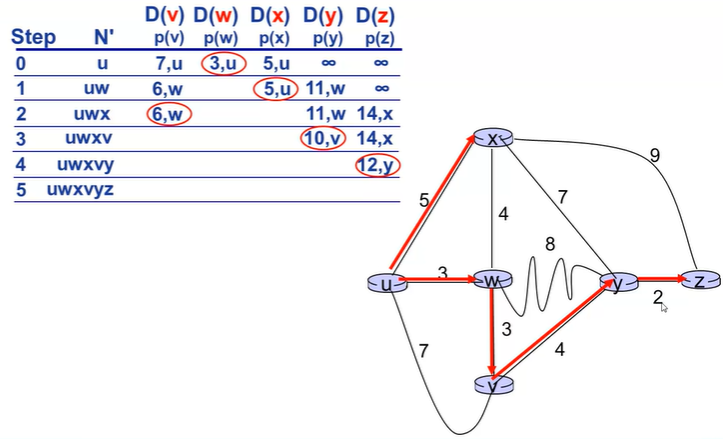 D(v) D(w) D(x) D(y) D(z)
Step N' p(v) p(w) p(x) p(y) p(z)
0 u 7,u 3,u 5,u ∞ ∞
1 uw 6,w 5,u 11,w ∞
2 uwx 6,w 11,w 14,x
3 uwxv 10,v 14,x
4 uwxvy 12,y
5 uwxvyz
x
9
5
7
4
8
3
u
w
y
z
2
3
7
4
v